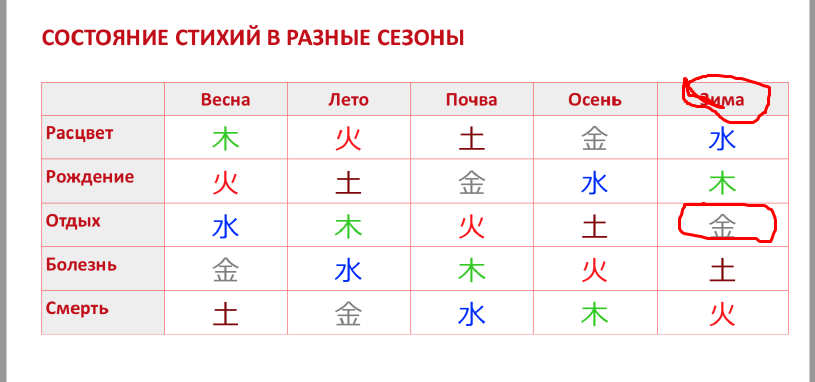 СОСТОЯНИЕ СТИХИЙ В РАЗНЫЕ СЕЗОНЫ
Весна Лето Почва Осень Зима
Расцвет 木 火 土 金 水
Рождение 火 土 金 水 木
Отдых 水 木 火 土 金
Болезнь 金 水 木 火 土
Смерть 土 金 水 木 火